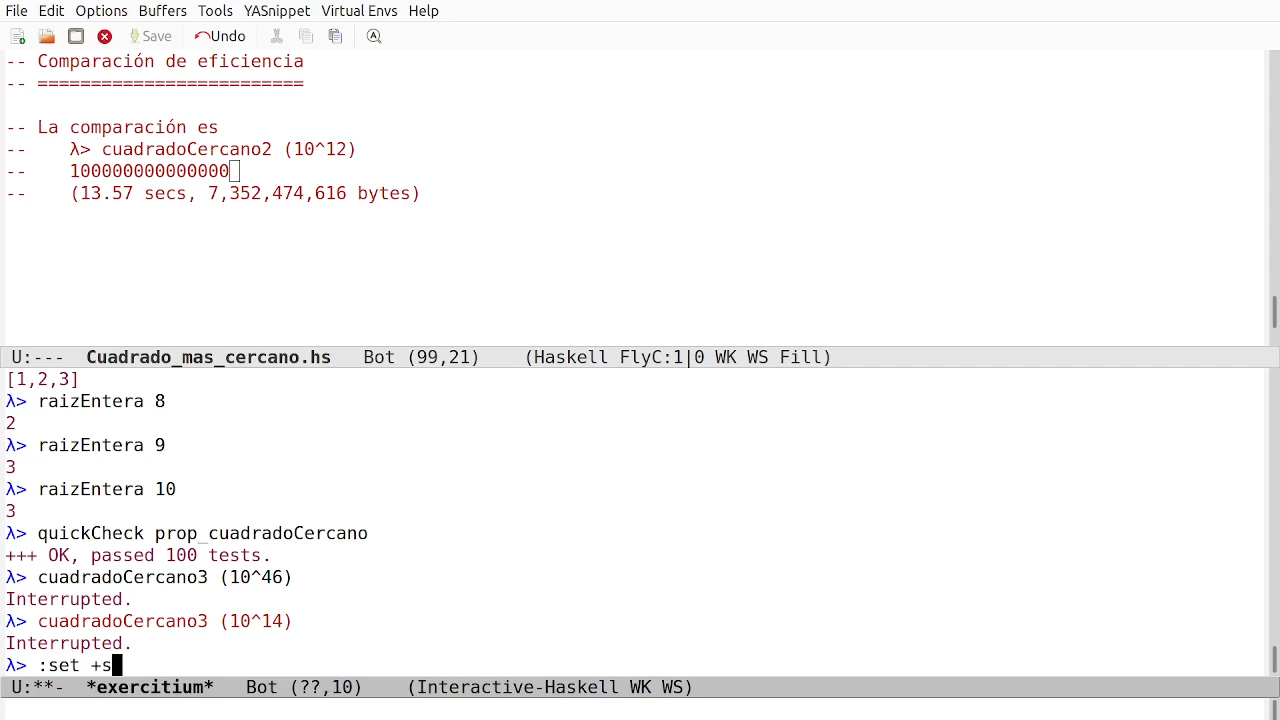 File Edit Options Buffers Tools YASnippet Virtual Envs Help
Save Undo
-- Comparación de eficiencia
-- =========================
-- La comparación es
--    λ> cuadradoCercano2 (10^12)
--    100000000000000
--    (13.57 secs, 7,352,474,616 bytes)
U:--- Cuadrado_mas_cercano.hs Bot (99,21) (Haskell FlyC:1|0 WK WS Fill)
[1,2,3]
λ> raizEntera 8
2
λ> raizEntera 9
3
λ> raizEntera 10
3
λ> quickCheck prop_cuadradoCercano
+++ OK, passed 100 tests.
λ> cuadradoCercano3 (10^46)
Interrupted.
λ> cuadradoCercano3 (10^14)
Interrupted.
λ> :set +s
U:**- *exercitium* Bot (??,10) (Interactive-Haskell WK WS)